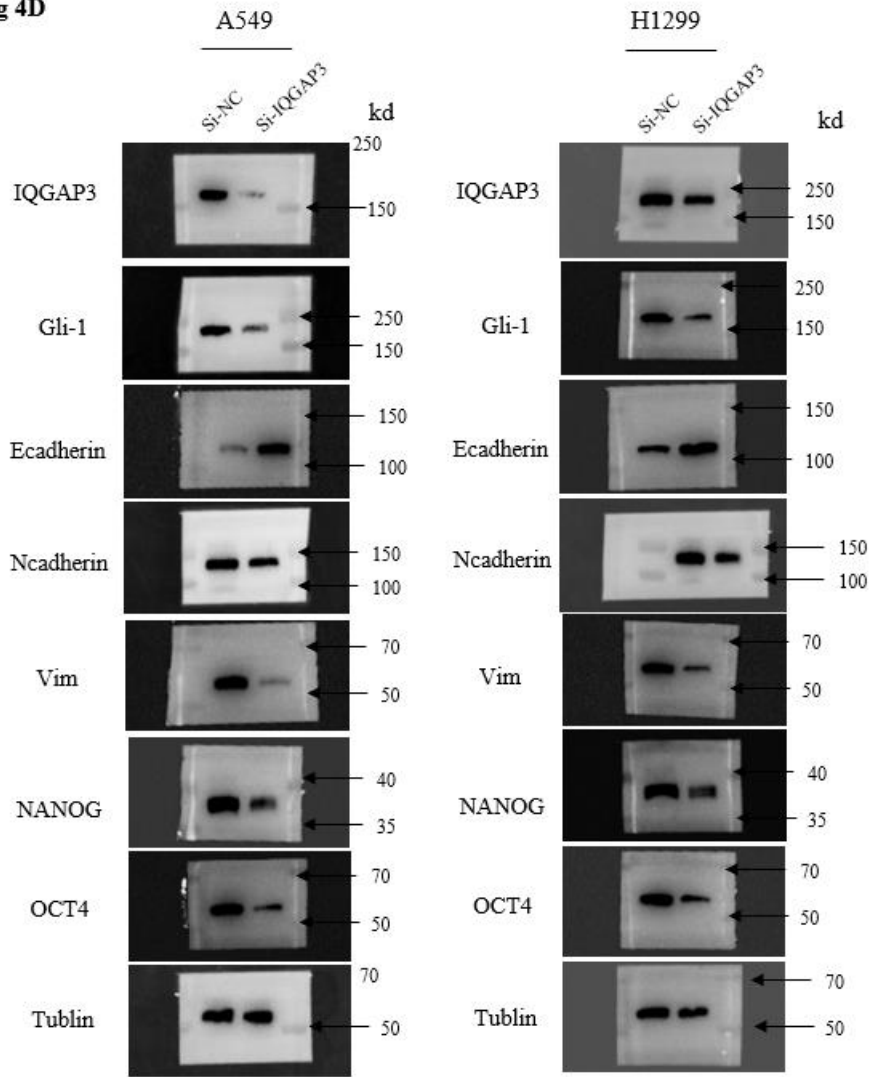 g 4D
A549
H1299
Si-NC
Si-IQGAP3
kd
Si-NC
Si-IQGAP3
kd
IQGAP3
250
150
IQGAP3
250
150
Gli-1
250
150
Gli-1
250
150
Ecadherin
150
100
Ecadherin
150
100
Ncadherin
150
100
Ncadherin
150
100
Vim
70
50
Vim
70
50
NANOG
40
35
NANOG
40
35
OCT4
70
50
OCT4
70
50
Tublin
70
50
Tublin
70
50